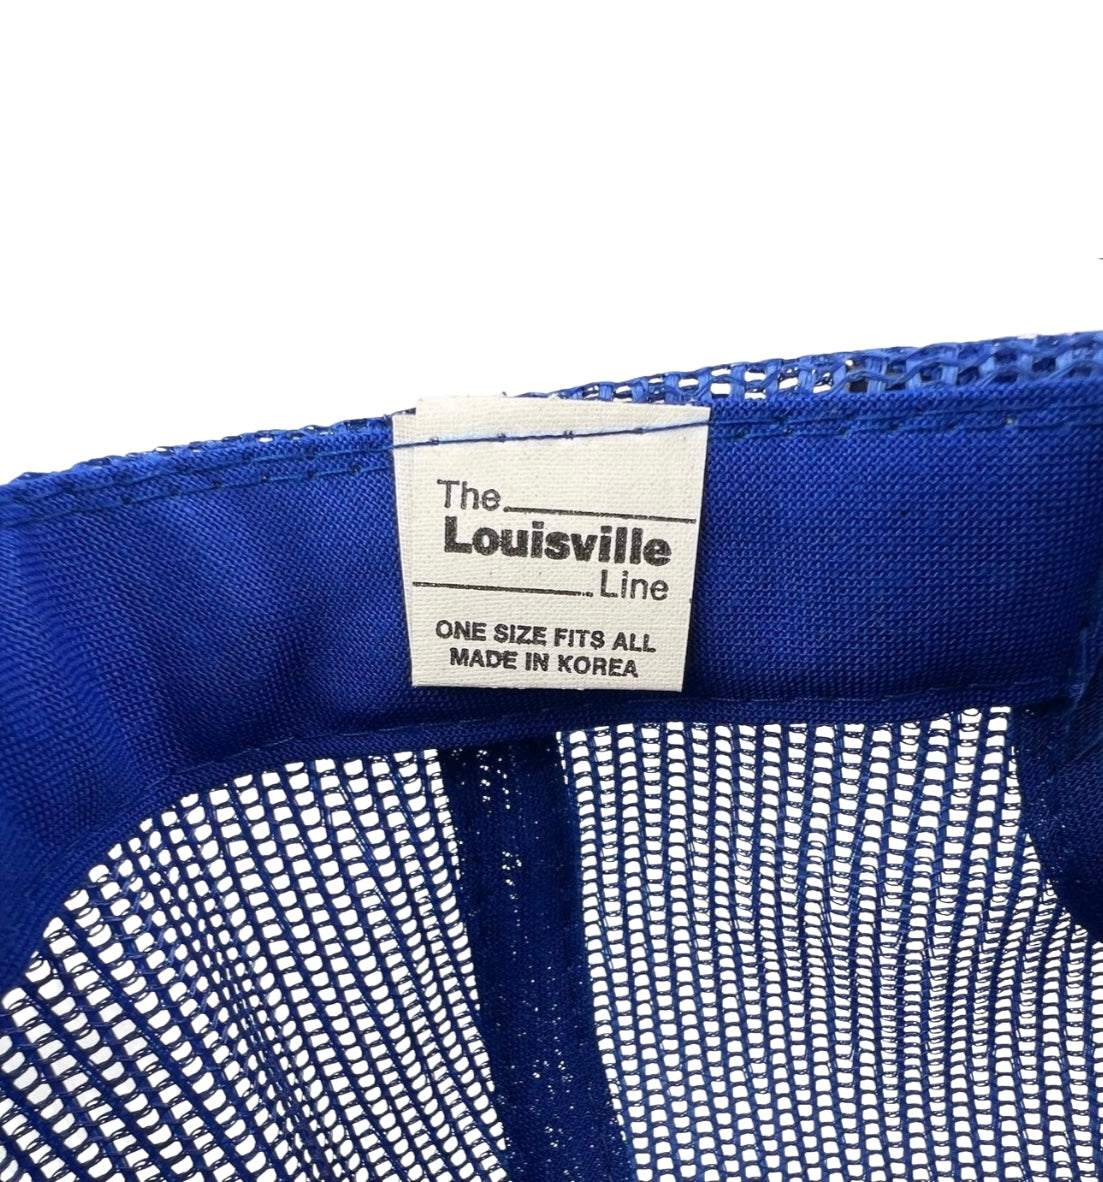 The
Louisville
Line
ONE SIZE FITS ALL
MADE IN KOREA